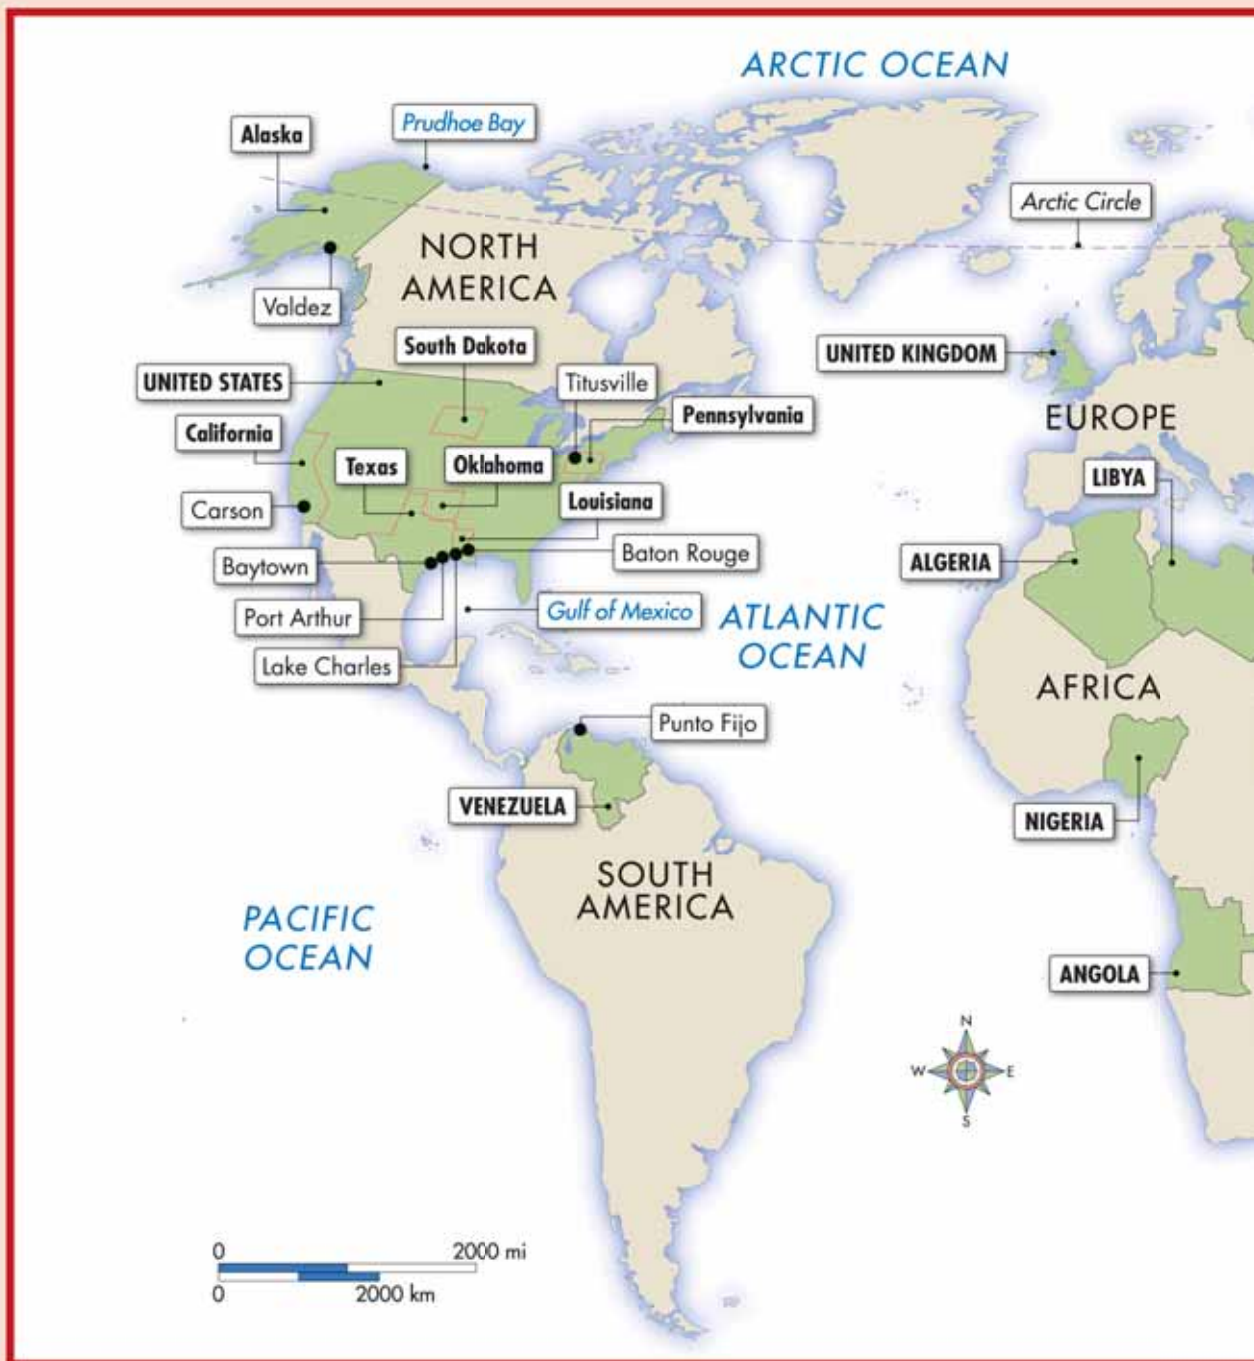 ARCTIC OCEAN
Prudhoe Bay
Alaska
Arctic Circle
NORTH
AMERICA
Valdez
South Dakota
UNITED KINGDOM
UNITED STATES
Titusville
Pennsylvania
EUROPE
California
Texas
Oklahoma
LIBYA
Louisiana
Carson
Baton Rouge
ALGERIA
Baytown
Gulf of Mexico
Port Arthur
ATLANTIC
OCEAN
Lake Charles
AFRICA
Punto Fijo
VENEZUELA
NIGERIA
SOUTH
AMERICA
PACIFIC
OCEAN
ANGOLA
N
W E
S
0 2000 mi
0 2000 km